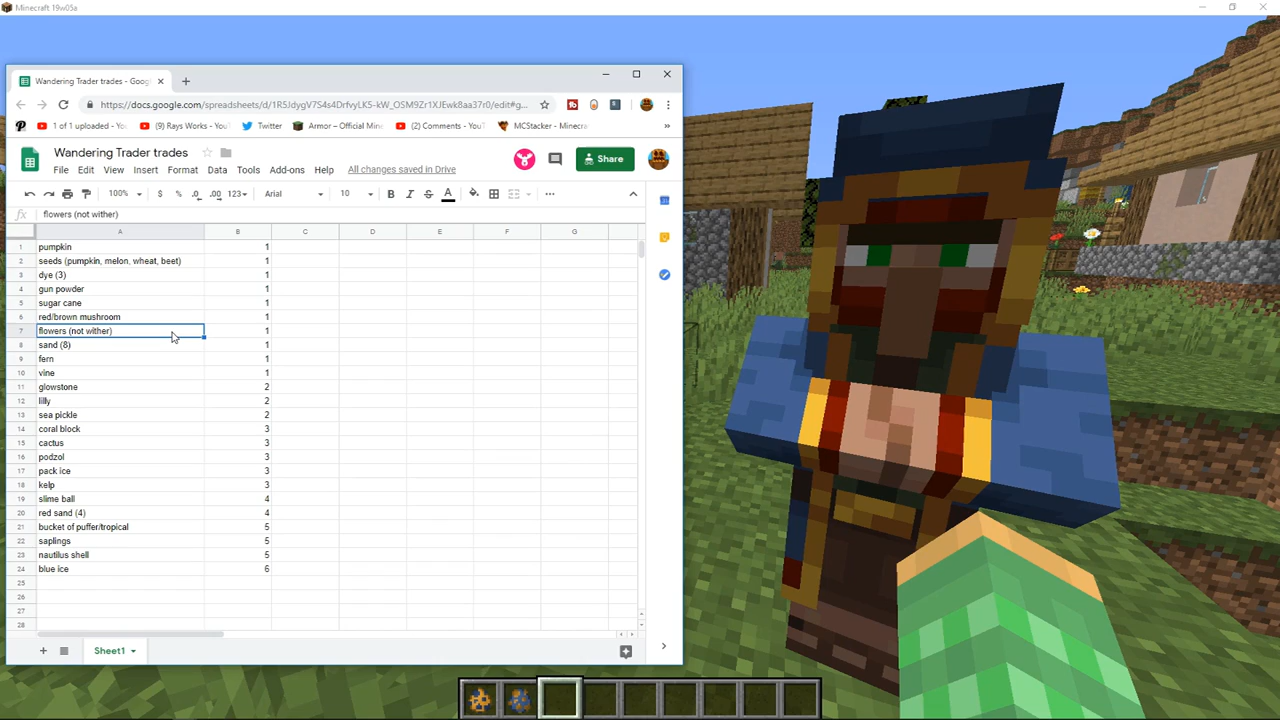 Minecraft 19w05a
Wandering Trader trades - Goog
https://docs.google.com/spreadsheets/d/1R5JdygV7S4s4DrfvyLK5-kW_OSM9Zr1XJEwk8aa37r0/edit#g...
1 of 1 uploaded - Yo
(9) Rays Works - You
Twitter
Armor – Official Min
(2) Comments - YouT
MCStacker - Minecra
»
Wandering Trader trades
Share
File Edit View Insert Format Data Tools Add-ons Help All changes saved in Drive
100% $ % .0 .00 123 Arial 10 B I S A
fx flowers (not wither)
A B C D E F G
1 pumpkin 1
2 seeds (pumpkin, melon, wheat, beet) 1
3 dye (3) 1
4 gun powder 1
5 sugar cane 1
6 red/brown mushroom 1
7 flowers (not wither) 1
8 sand (8) 1
9 fern 1
10 vine 1
11 glowstone 2
12 lilly 2
13 sea pickle 2
14 coral block 3
15 cactus 3
16 podzol 3
17 pack ice 3
18 kelp 3
19 slime ball 4
20 red sand (4) 4
21 bucket of puffer/tropical 5
22 saplings 5
23 nautilus shell 5
24 blue ice 6
25
26
27
28
Sheet1